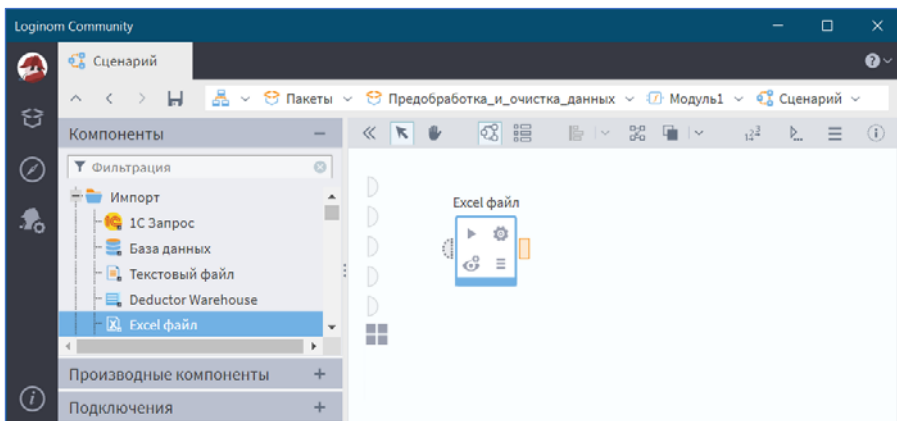 Loginom Community
Сценарий
Пакеты Предобработка_и_очистка_данных Модуль1 Сценарий
Компоненты
Фильтрация
Импорт
1С Запрос
База данных
Текстовый файл
Deductor Warehouse
Excel файл
Производные компоненты
Подключения
Excel файл